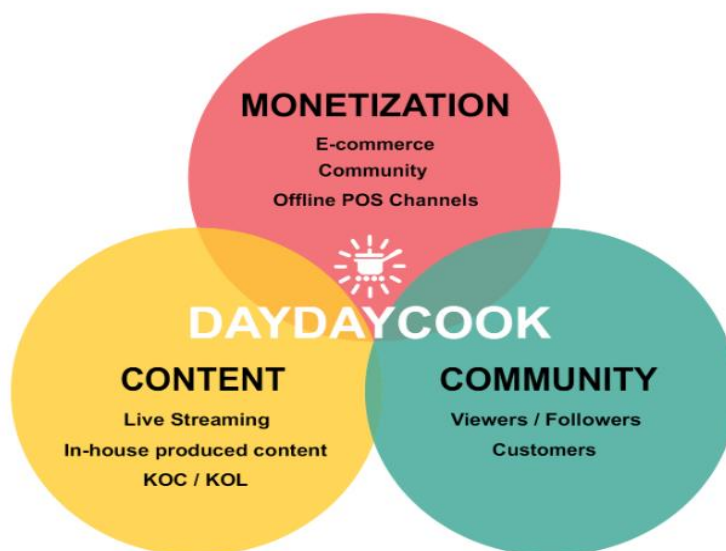 MONETIZATION
E-commerce
Community
Offline POS Channels
DAYDAYCOOK
CONTENT
Live Streaming
In-house produced content
KOC / KOL
COMMUNITY
Viewers / Followers
Customers